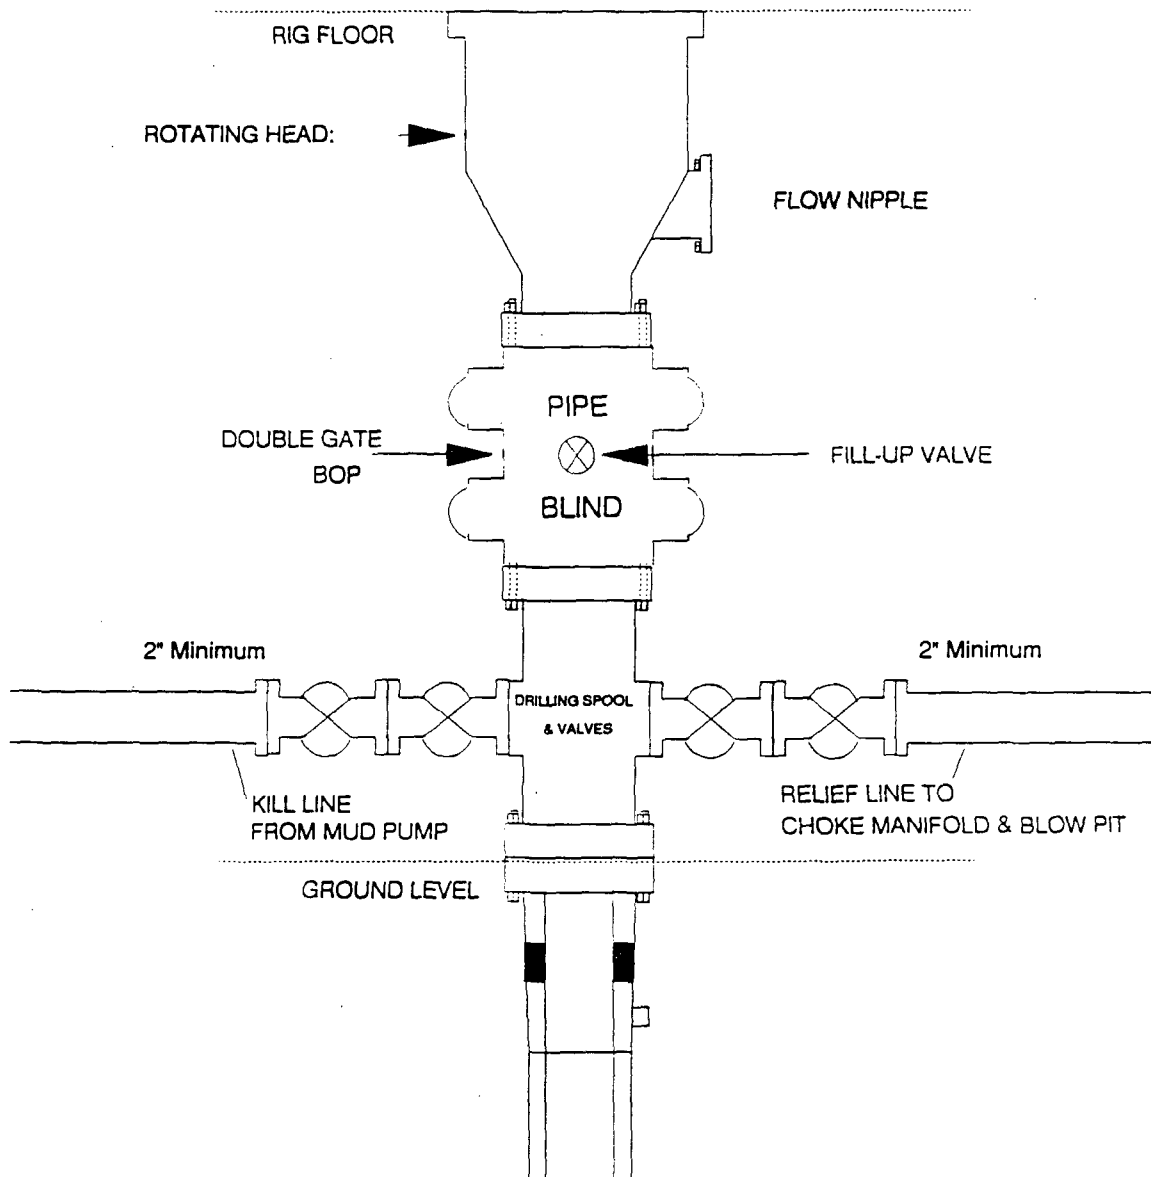 RIG FLOOR
ROTATING HEAD:
FLOW NIPPLE
PIPE
DOUBLE GATE
BOP
FILL-UP VALVE
BLIND
2" Minimum
2" Minimum
DRILLING SPOOL
& VALVES
KILL LINE
FROM MUD PUMP
RELIEF LINE TO
CHOKE MANIFOLD & BLOW PIT
GROUND LEVEL